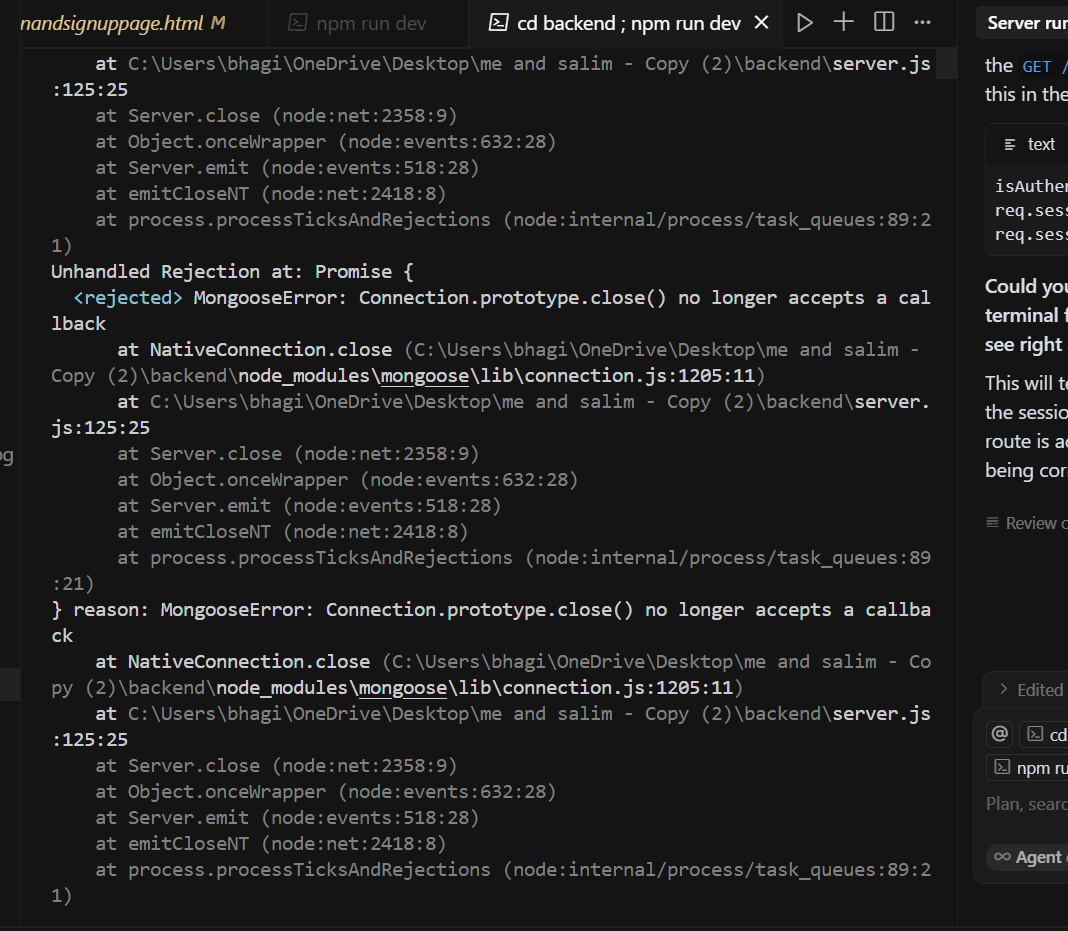 nandsignuppage.html M
npm run dev
cd backend ; npm run dev
at C:\Users\bhagi\OneDrive\Desktop\me and salim - Copy (2)\backend\server.js
:125:25
at Server.close (node:net:2358:9)
at Object.onceWrapper (node:events:632:28)
at Server.emit (node:events:518:28)
at emitCloseNT (node:net:2418:8)
at process.processTicksAndRejections (node:internal/process/task_queues:89:2
1)
Unhandled Rejection at: Promise {
<rejected> MongooseError: Connection.prototype.close() no longer accepts a cal
lback
at NativeConnection.close (C:\Users\bhagi\OneDrive\Desktop\me and salim -
Copy (2)\backend\node_modules\mongoose\lib\connection.js:1205:11)
at C:\Users\bhagi\OneDrive\Desktop\me and salim - Copy (2)\backend\server.
js:125:25
at Server.close (node:net:2358:9)
at Object.onceWrapper (node:events:632:28)
at Server.emit (node:events:518:28)
at emitCloseNT (node:net:2418:8)
at process.processTicksAndRejections (node:internal/process/task_queues:89
:21)
} reason: MongooseError: Connection.prototype.close() no longer accepts a callba
ck
at NativeConnection.close (C:\Users\bhagi\OneDrive\Desktop\me and salim - Co
py (2)\backend\node_modules\mongoose\lib\connection.js:1205:11)
at C:\Users\bhagi\OneDrive\Desktop\me and salim - Copy (2)\backend\server.js
:125:25
at Server.close (node:net:2358:9)
at Object.onceWrapper (node:events:632:28)
at Server.emit (node:events:518:28)
at emitCloseNT (node:net:2418:8)
at process.processTicksAndRejections (node:internal/process/task_queues:89:2
1)
og
Server run
the GET /
this in the
text
isAuthen
req.sess
req.sess
Could you
terminal f
see right
This will te
the sessio
route is a
being cor
Review
Edited
@ cd
npm ru
Plan, searc
Agent